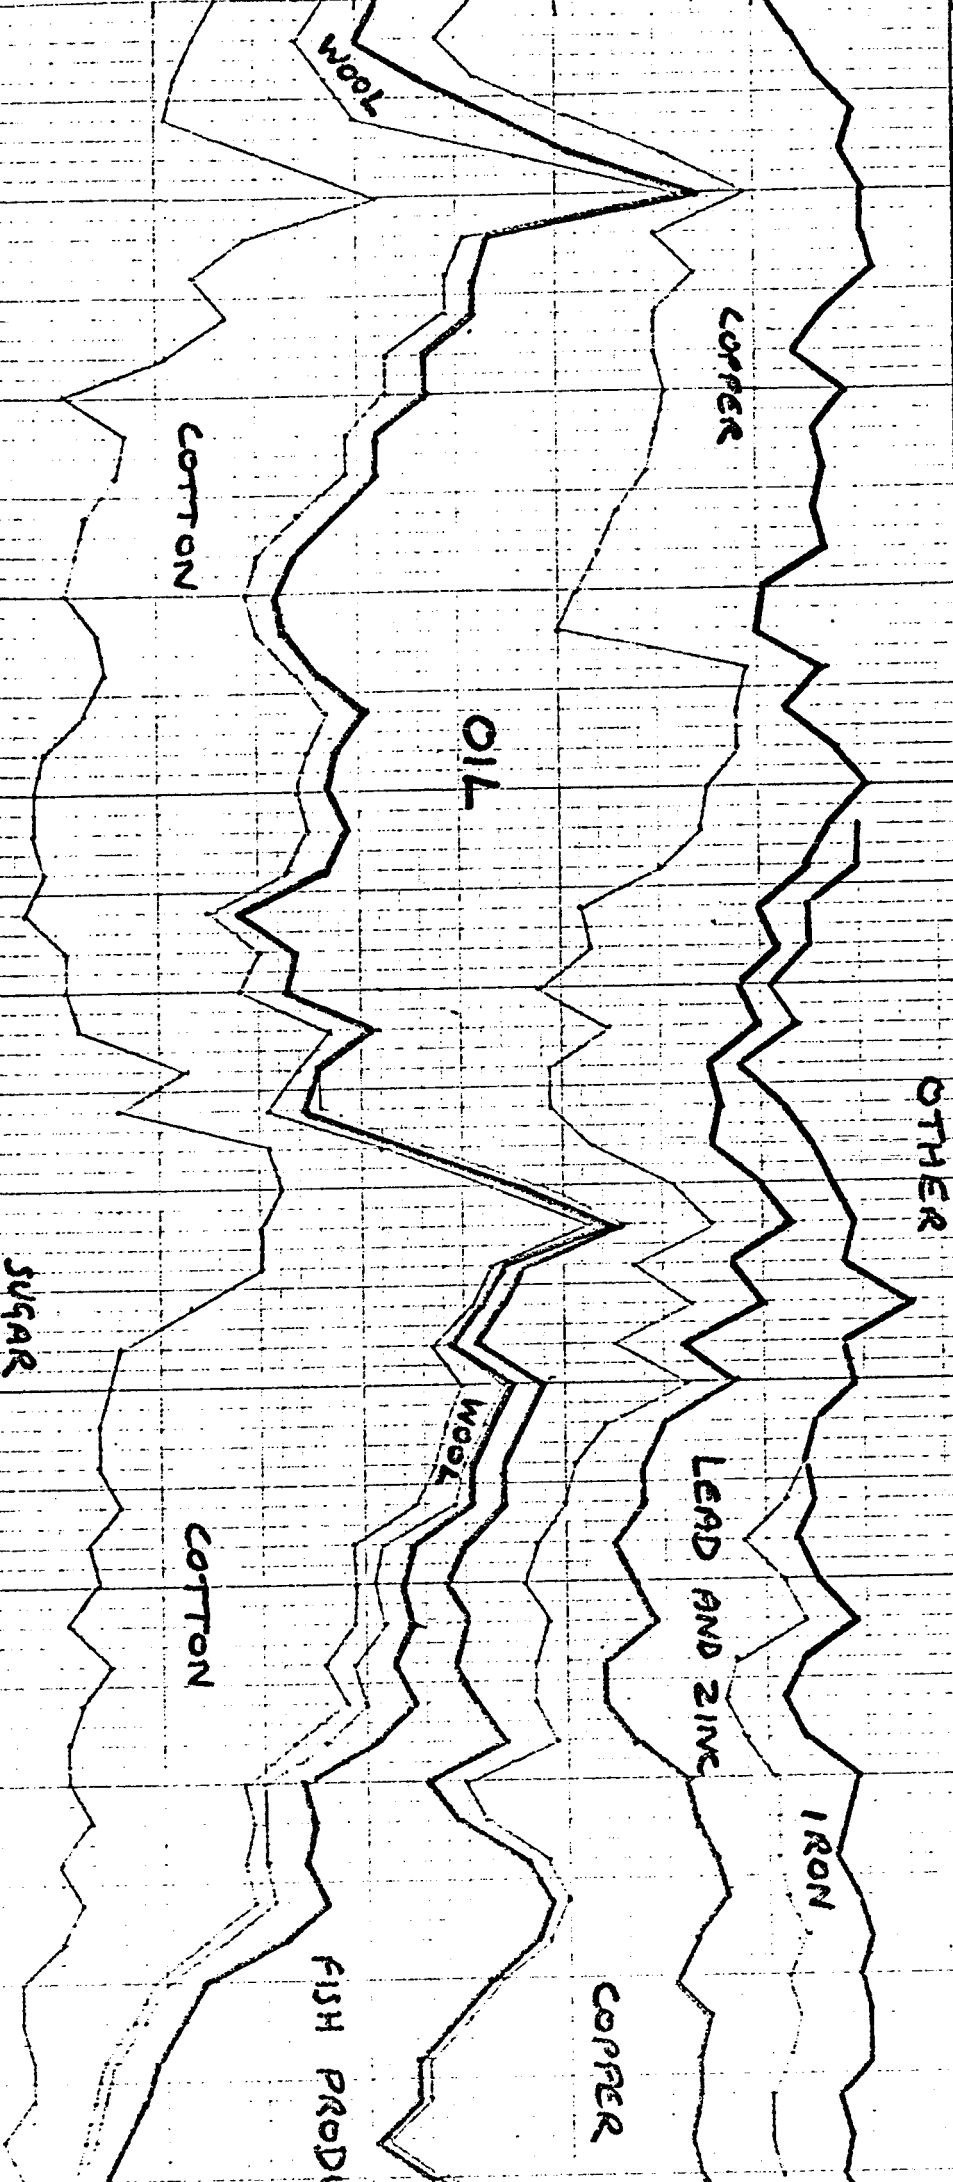 WOOL
COPPER
COTTON
OIL
OTHER
SUGAR
WOOL
LEAD AND ZINC
COTTON
IRON
FISH PROD
COPPER